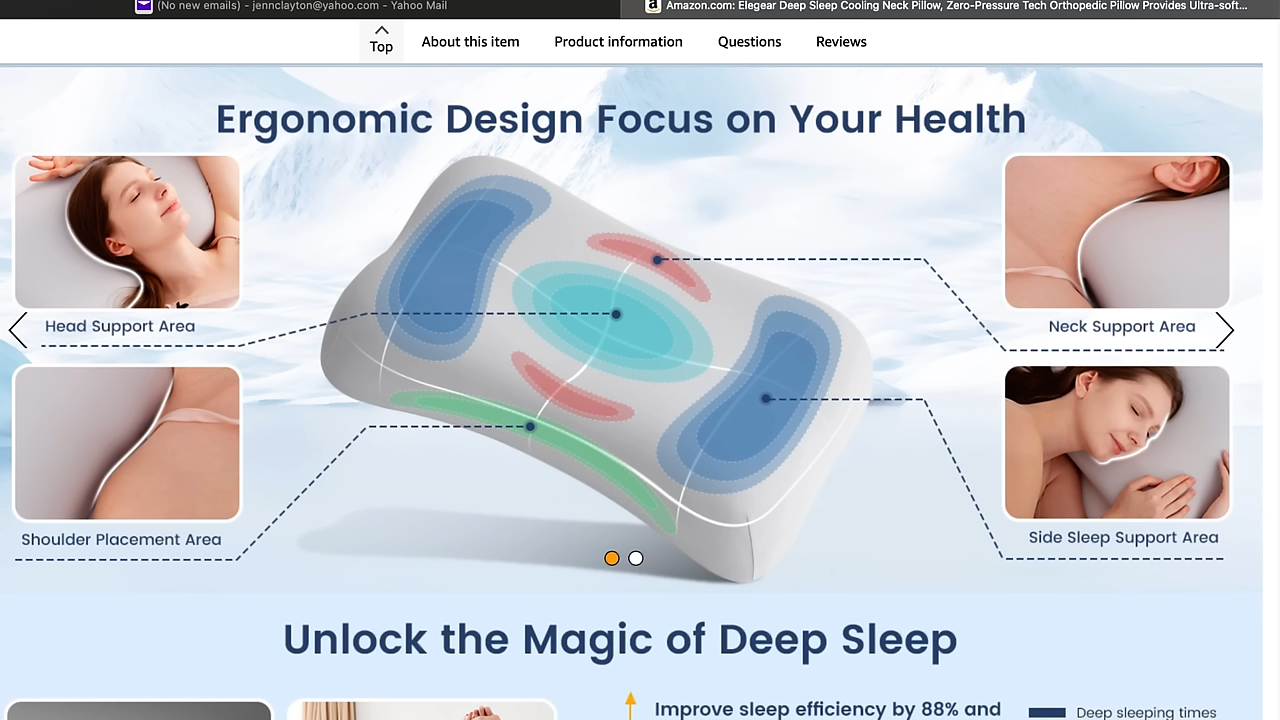 (No new emails) - jennclayton@yahoo.com - Yahoo Mail
Amazon.com: Elegear Deep Sleep Cooling Neck Pillow, Zero-Pressure Tech Orthopedic Pillow Provides Ultra-soft...
Top
About this item
Product information
Questions
Reviews
Ergonomic Design Focus on Your Health
Head Support Area
Neck Support Area
Shoulder Placement Area
Side Sleep Support Area
Unlock the Magic of Deep Sleep
Improve sleep efficiency by 88% and
Deep sleeping times